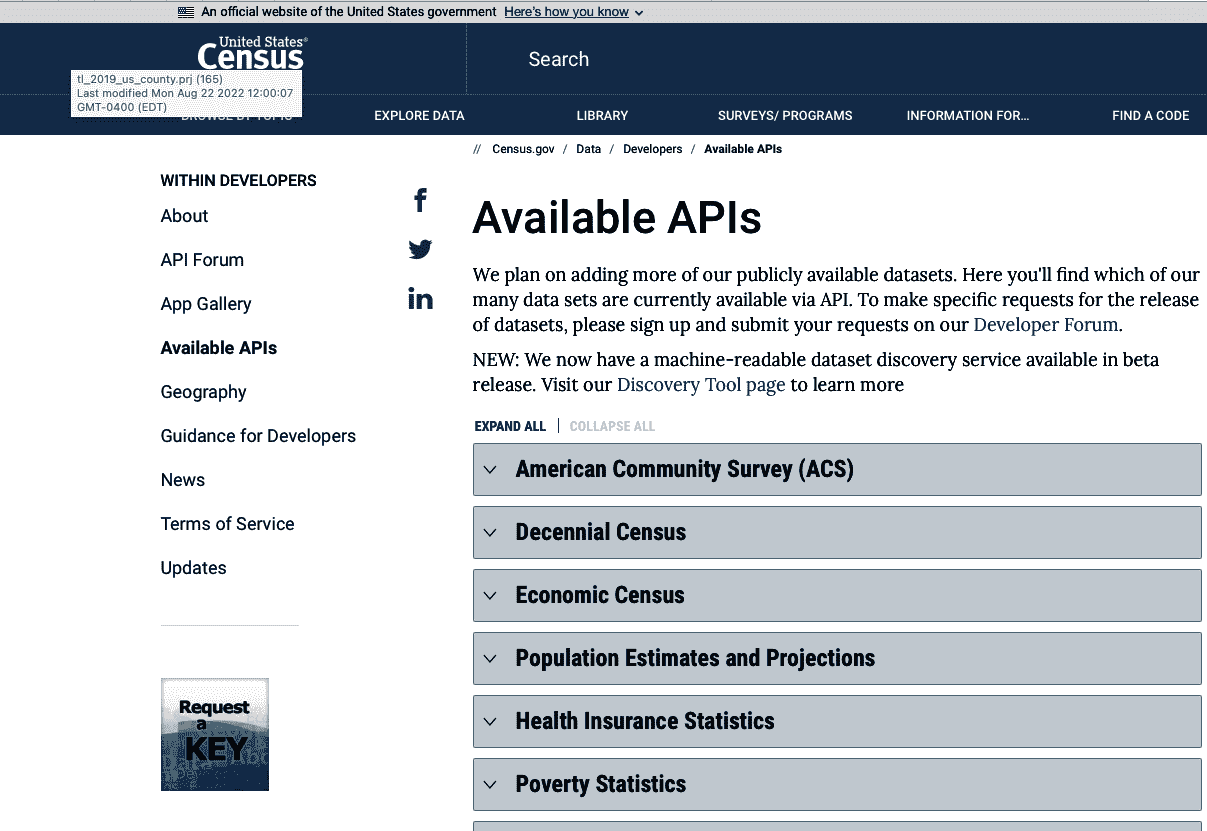 An official website of the United States government Here's how you know
United States®
Census
Search
tl_2019_us_county.prj (165)
Last modified Mon Aug 22 2022 12:00:07
GMT-0400 (EDT)
BROWSE BY TOPIC EXPLORE DATA LIBRARY SURVEYS/ PROGRAMS INFORMATION FOR... FIND A CODE
// Census.gov / Data / Developers / Available APIs
WITHIN DEVELOPERS
About
API Forum
App Gallery
Available APIs
Geography
Guidance for Developers
News
Terms of Service
Updates
Request
a
KEY
f
in
Available APIs
We plan on adding more of our publicly available datasets. Here you'll find which of our
many data sets are currently available via API. To make specific requests for the release
of datasets, please sign up and submit your requests on our Developer Forum.
NEW: We now have a machine-readable dataset discovery service available in beta
release. Visit our Discovery Tool page to learn more
EXPAND ALL | COLLAPSE ALL
American Community Survey (ACS)
Decennial Census
Economic Census
Population Estimates and Projections
Health Insurance Statistics
Poverty Statistics